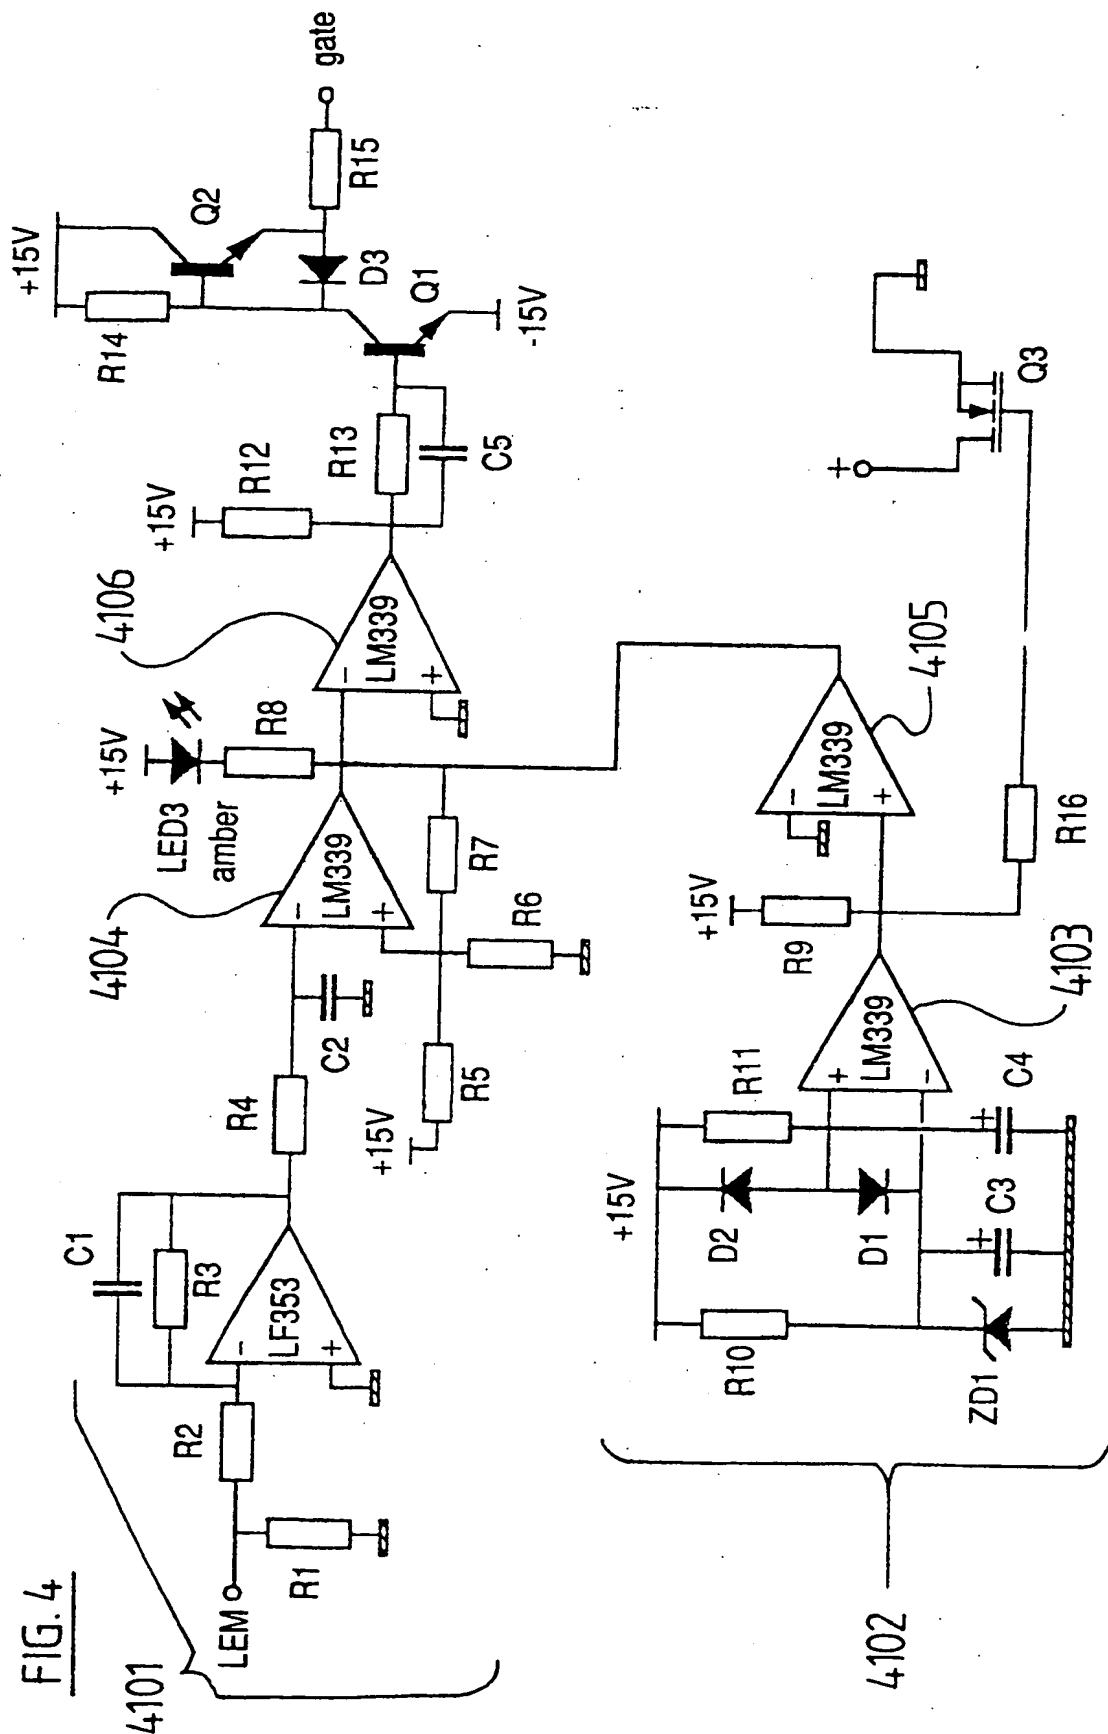 FIG. 4
4101
LEM
R1
R2
C1
R3
-
LF353
+
R4
C2
+15V
R5
R6
R7
4104
-
LM339
+
+15V
LED3
amber
R8
4106
-
LM339
+
+15V
R12
R13
C5
+15V
R14
Q2
D3
Q1
-15V
R15
gate
4102
+15V
R10
ZD1
D2
D1
+
C3
R11
+
C4
+
LM339
-
4103
+15V
R9
-
LM339
+
4105
R16
+
Q3